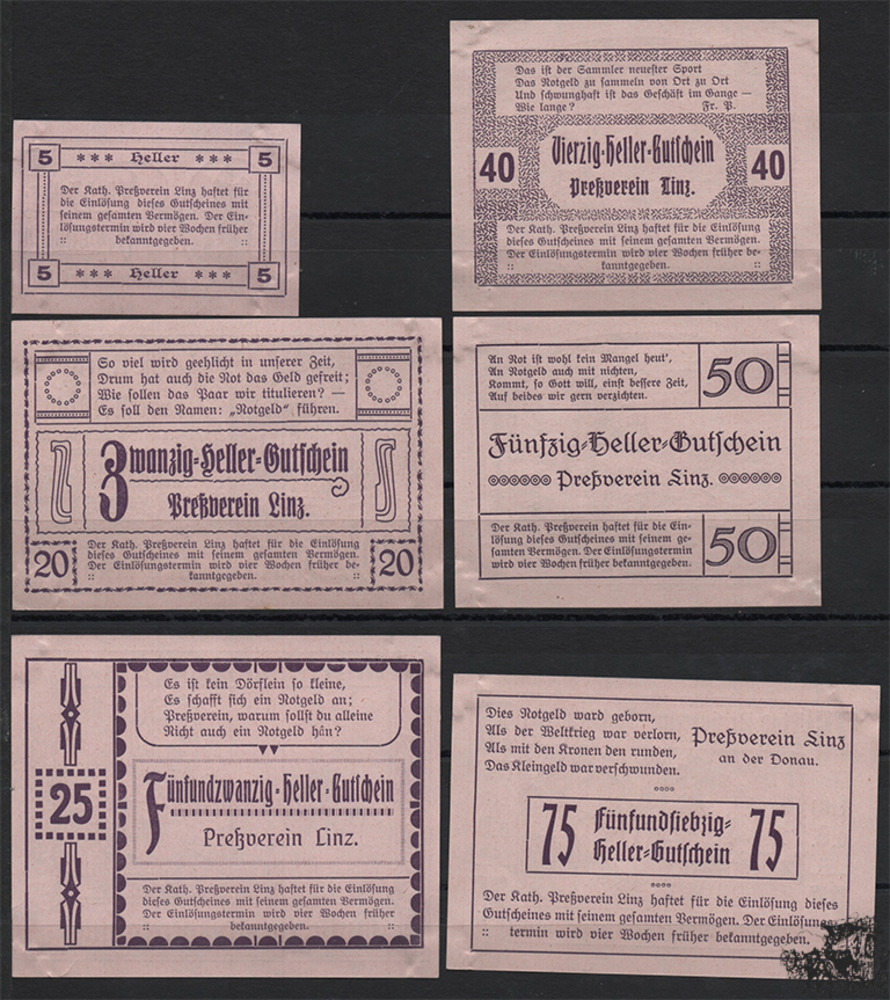 5 *** Heller *** 5
Der Kath. Preßverein Linz haftet für
die Einlösung dieses Gutscheines mit
seinem gesamten Vermögen. Der Ein-
lösungstermin wird vier Wochen früher
:: bekanntgegeben. ::
5 *** Heller *** 5
Das ist der Sammler neuester Sport
Das Notgeld zu sammeln von Ort zu Ort
Und schwunghaft ist das Geschäft im Gange —
Wie lange? Fr. P.
Vierzig-Heller-Gutschein
40 40
Preßverein Linz.
Der Kath. Preßverein Linz haftet für die Einlösung
dieses Gutscheines mit seinem gesamten Vermögen.
Der Einlösungstermin wird vier Wochen früher be-
:: kanntgegeben. ::
So viel wird geehlicht in unserer Zeit,
Drum hat auch die Not das Geld gefreit;
Wie sollen das Paar wir titulieren? —
Es soll den Namen: „Notgeld“ führen.
Zwanzig-Heller-Gutschein
Preßverein Linz.
Der Kath. Preßverein Linz haftet für die Einlösung
dieses Gutscheines mit seinem gesamten Vermögen.
20 Der Einlösungstermin wird vier Wochen früher be- 20
:: kanntgegeben. ::
An Not ist wohl kein Mangel heut',
An Notgeld auch mit nichten,
Kommt, so Gott will, einst bessere Zeit,
Auf beides wir gern verzichten.
50
Fünfzig-Heller-Gutschein
Preßverein Linz.
Der Kath. Preßverein haftet für die Ein-
lösung dieses Gutscheines mit seinem ge-
samten Vermögen. Der Einlösungstermin
wird vier Wochen früher bekanntgegeben.
50
Es ist kein Dörflein so kleine,
Es schafft sich ein Notgeld an;
Preßverein, warum sollst du alleine
Nicht auch ein Notgeld hân?
25
Fünfundzwanzig-Heller-Gutschein
Preßverein Linz.
Der Kath. Preßverein Linz haftet für die Einlösung
dieses Gutscheines mit seinem gesamten Vermögen.
Der Einlösungstermin wird vier Wochen früher
:: bekanntgegeben. ::
Dies Notgeld ward geborn,
Als der Weltkrieg war verlorn,
Als mit den Kronen den runden,
Das Kleingeld war verschwunden.
Preßverein Linz
an der Donau.
75 Fünfundsiebzig- 75
Heller-Gutschein
Der Kath. Preßverein Linz haftet für die Einlösung dieses
Gutscheines mit seinem gesamten Vermögen. Der Einlösungs-
:: termin wird vier Wochen früher bekanntgegeben.